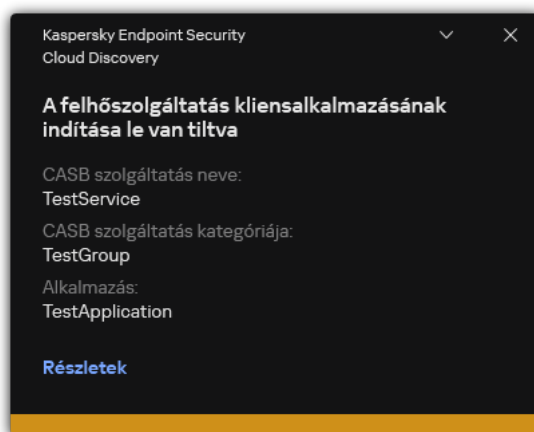 Kaspersky Endpoint Security
Cloud Discovery
A felhőszolgáltatás kliensalkalmazásának
indítása le van tiltva
CASB szolgáltatás neve:
TestService
CASB szolgáltatás kategóriája:
TestGroup
Alkalmazás:
TestApplication
Részletek